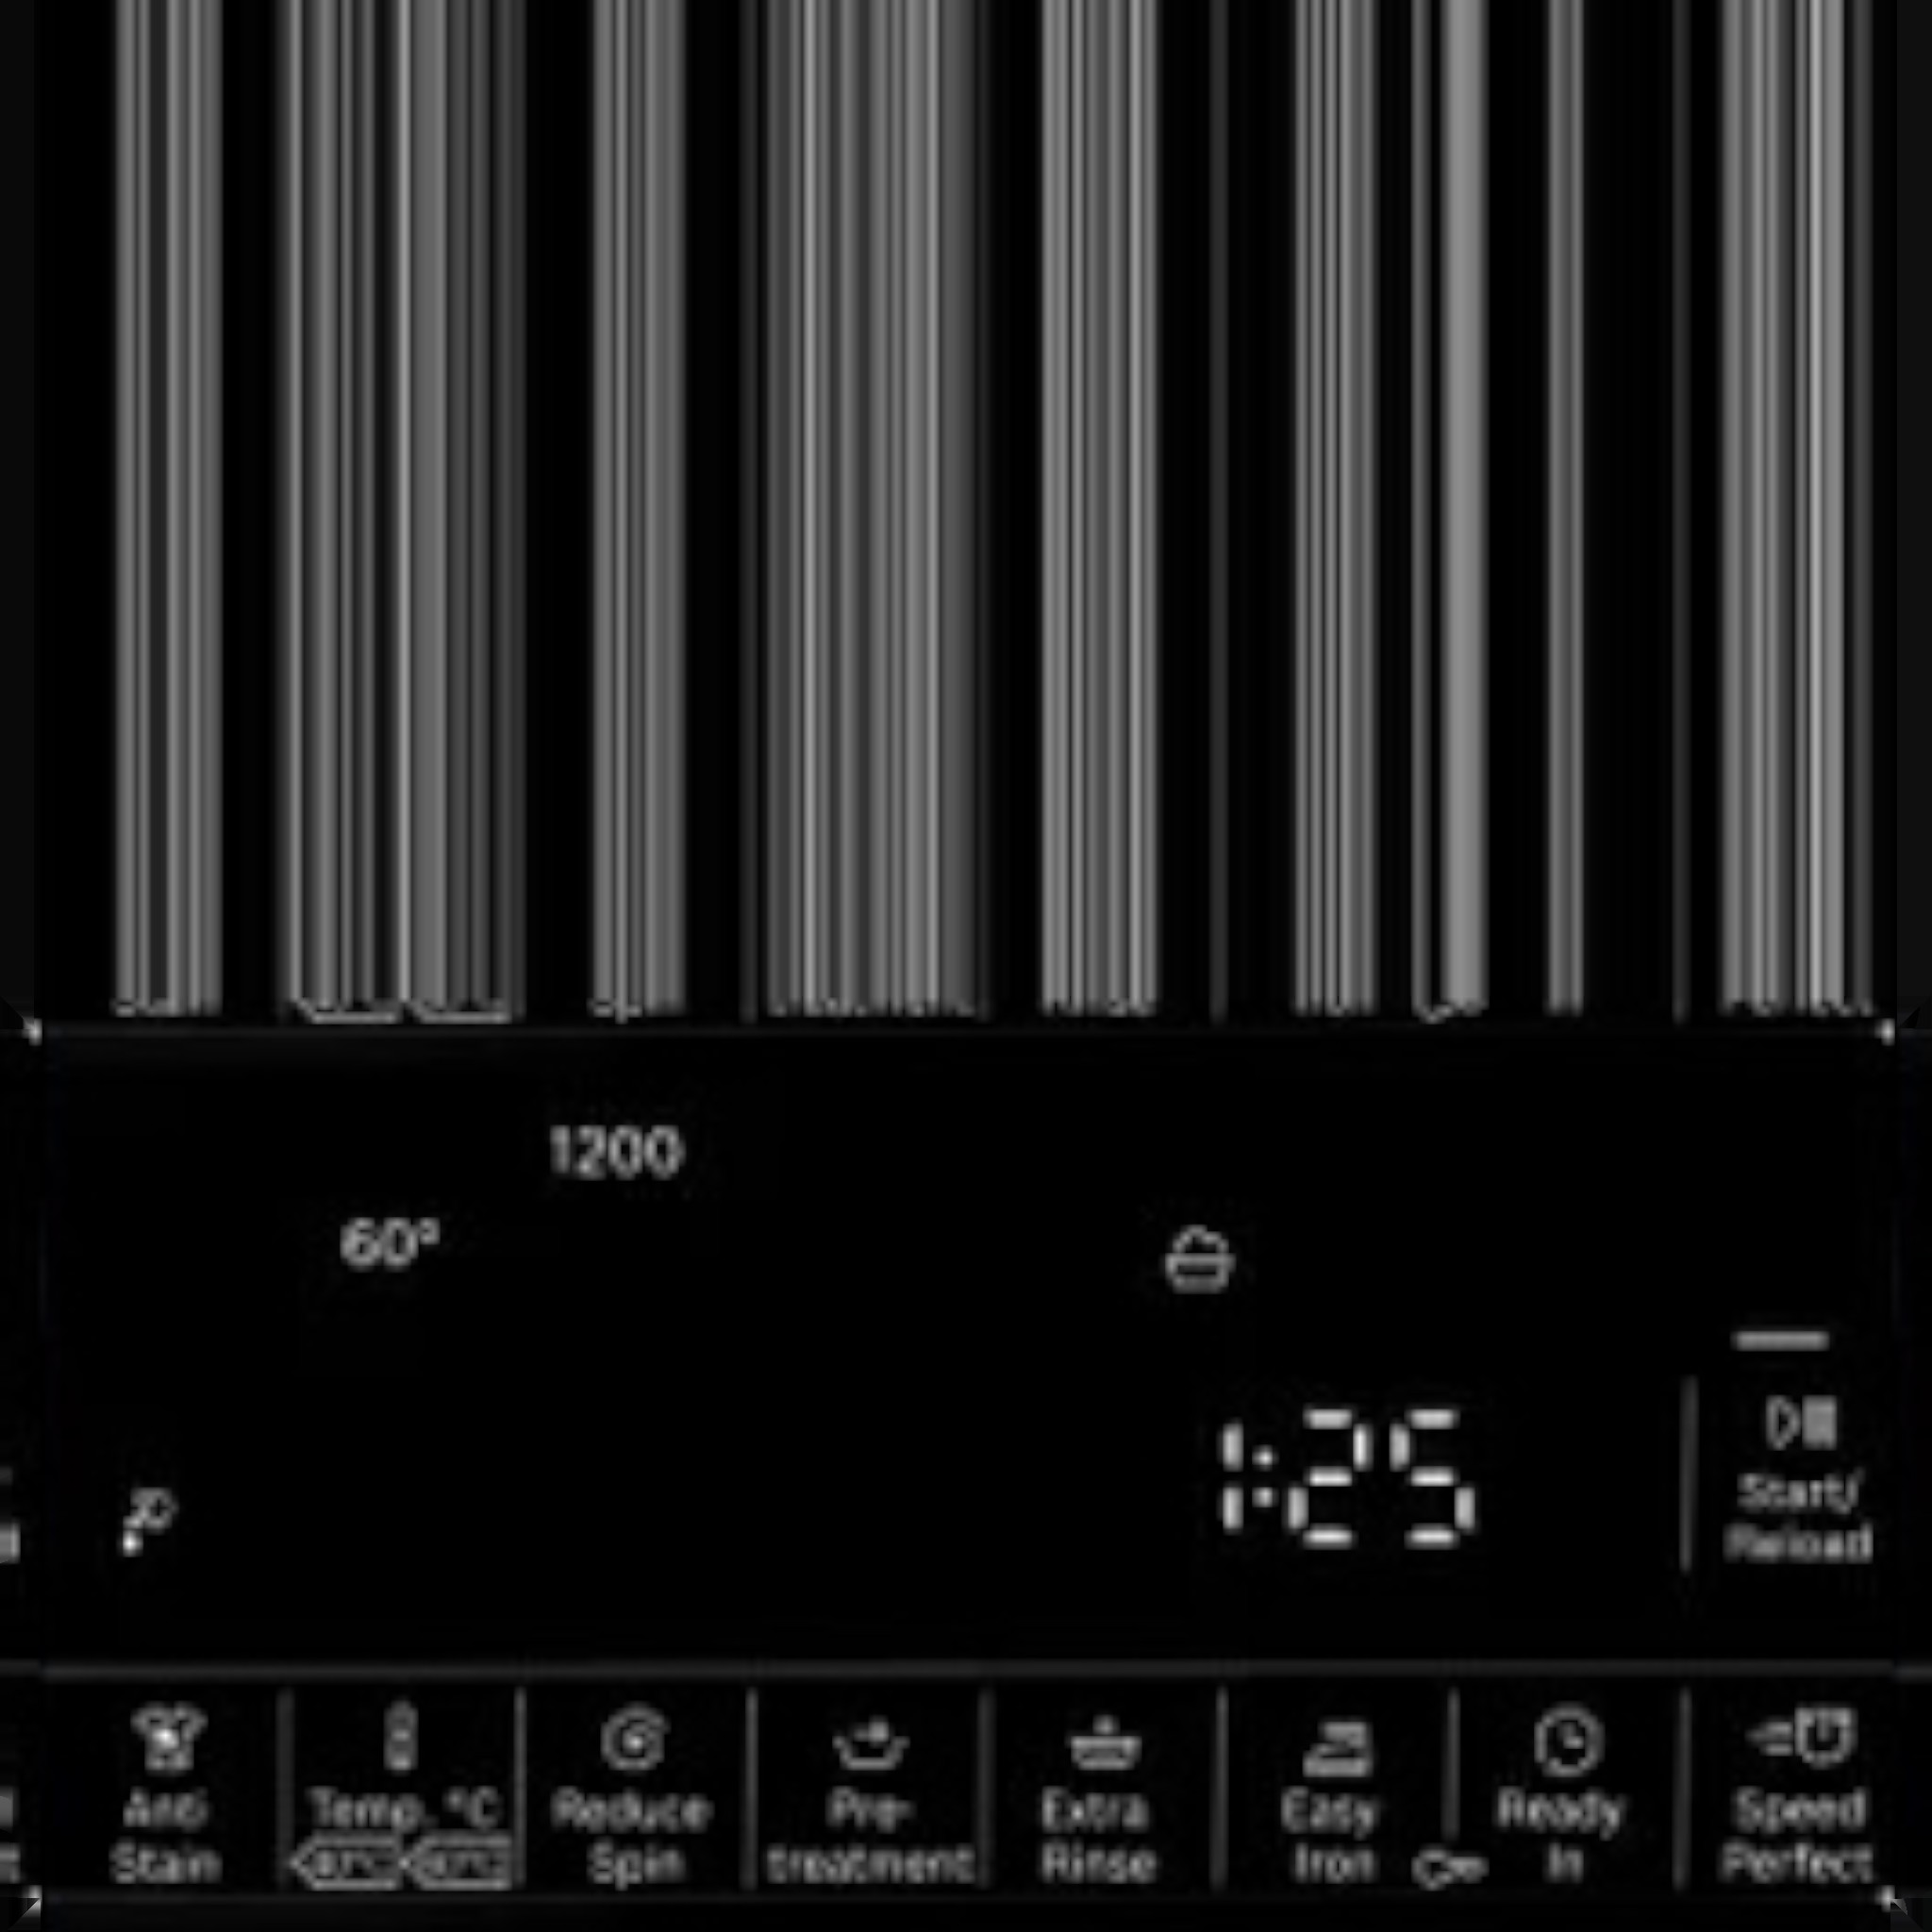 1200
60°
1:25
Start/
Reload
Anti
Stain
Temp. °C
Reduce
Spin
Pre-
treatment
Extra
Rinse
Easy
Iron
Ready
In
Speed
Perfect